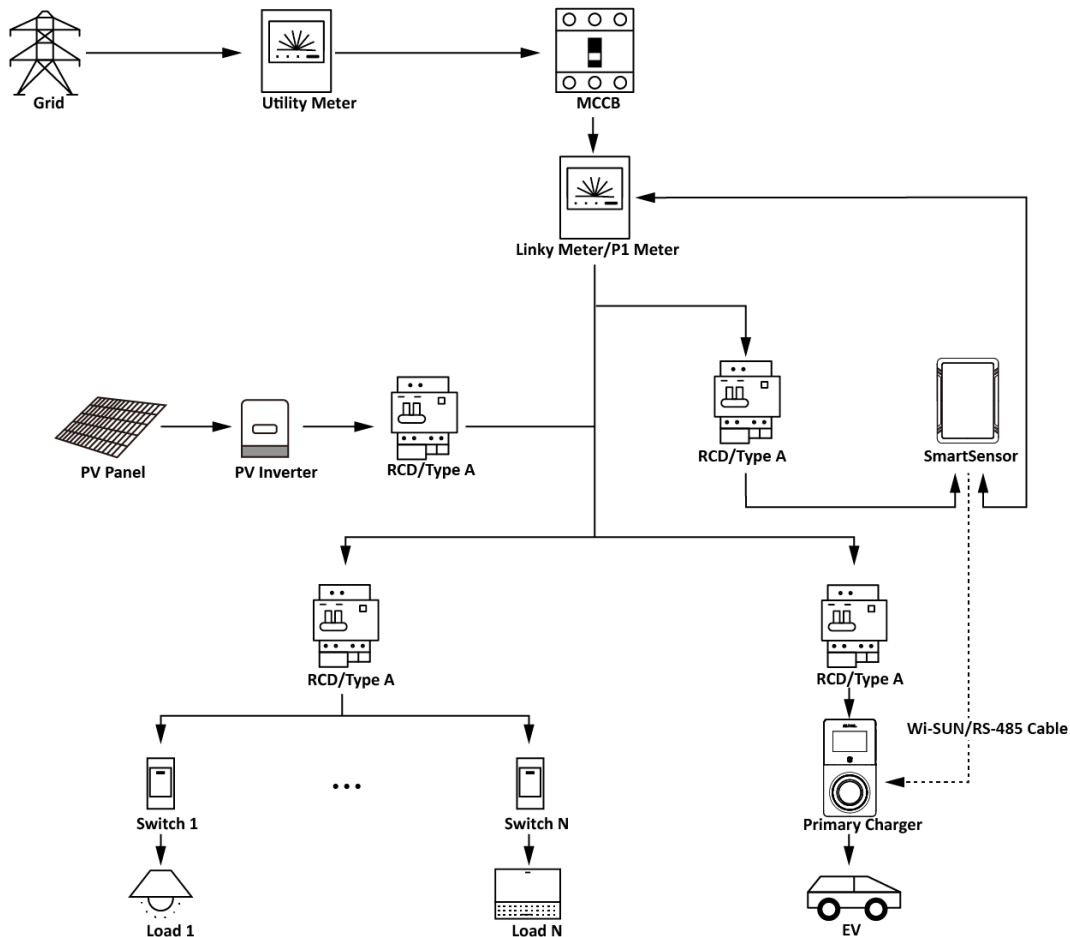 Grid
Utility Meter
MCCB
Linky Meter/P1 Meter
PV Panel
PV Inverter
RCD/Type A
RCD/Type A
SmartSensor
RCD/Type A
RCD/Type A
Wi-SUN/RS-485 Cable
...
Switch 1
Switch N
Primary Charger
Load 1
Load N
EV